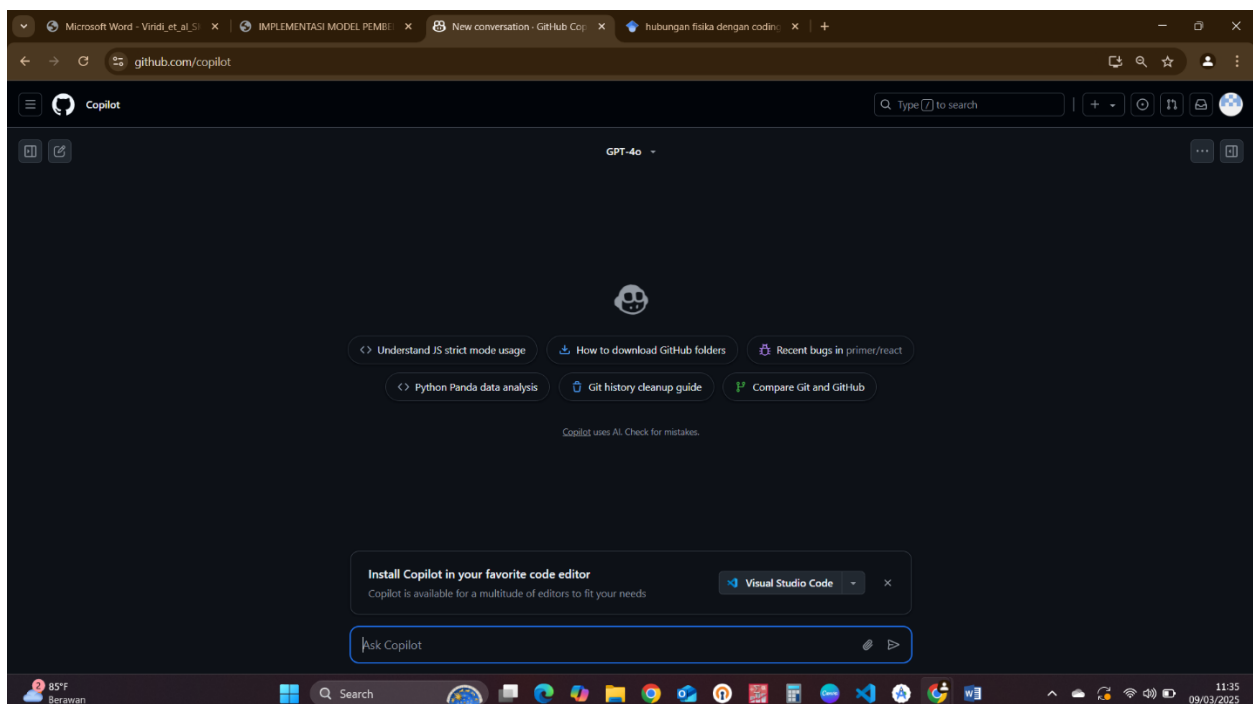 Microsoft Word - Viridi_et_al_S
IMPLEMENTASI MODEL PEMBE
New conversation · GitHub Cop
hubungan fisika dengan coding
github.com/copilot
Copilot
Type / to search
GPT-4o
Understand JS strict mode usage
How to download GitHub folders
Recent bugs in primer/react
Python Panda data analysis
Git history cleanup guide
Compare Git and GitHub
Copilot uses AI. Check for mistakes.
Install Copilot in your favorite code editor
Copilot is available for a multitude of editors to fit your needs
Visual Studio Code
Ask Copilot
2
85°F
Berawan
Search
11:35
09/03/2025